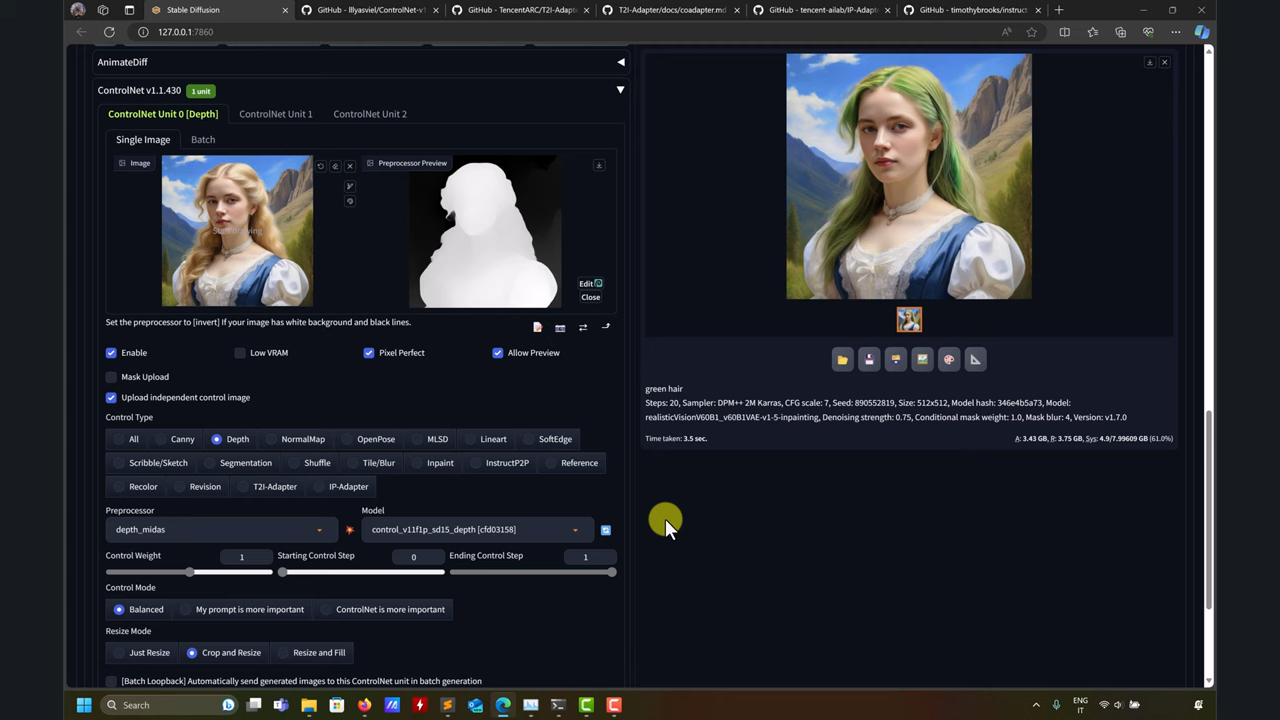 Stable Diffusion
GitHub - lllyasviel/ControlNet-v1
GitHub - TencentARC/T2I-Adapt
T2I-Adapter/docs/coadapter.md
GitHub - tencent-ailab/IP-Adapte
GitHub - timothybrooks/instruct
127.0.0.1:7860
AnimateDiff
ControlNet v1.1.430
1 unit
ControlNet Unit 0 [Depth]
ControlNet Unit 1
ControlNet Unit 2
Single Image
Batch
Image
Preprocessor Preview
Start drawing
Edit
Close
Set the preprocessor to [invert] If your image has white background and black lines.
Enable
Low VRAM
Pixel Perfect
Allow Preview
Mask Upload
Upload independent control image
Control Type
All
Canny
Depth
NormalMap
OpenPose
MLSD
Lineart
SoftEdge
Scribble/Sketch
Segmentation
Shuffle
Tile/Blur
Inpaint
InstructP2P
Reference
Recolor
Revision
T2I-Adapter
IP-Adapter
Preprocessor
Model
depth_midas
control_v11f1p_sd15_depth [cfd03158]
Control Weight
1
Starting Control Step
0
Ending Control Step
1
Control Mode
Balanced
My prompt is more important
ControlNet is more important
Resize Mode
Just Resize
Crop and Resize
Resize and Fill
[Batch Loopback] Automatically send generated images to this ControlNet unit in batch generation
green hair
Steps: 20, Sampler: DPM++ 2M Karras, CFG scale: 7, Seed: 890552819, Size: 512x512, Model hash: 346e4b5a73, Model:
realisticVisionV60B1_v60B1VAE-v1-5-inpainting, Denoising strength: 0.75, Conditional mask weight: 1.0, Mask blur: 4, Version: v1.7.0
Time taken: 3.5 sec.
A: 3.43 GB, R: 3.75 GB, Sys: 4.9/7.99609 GB (61.0%)
Search
ENG
IT